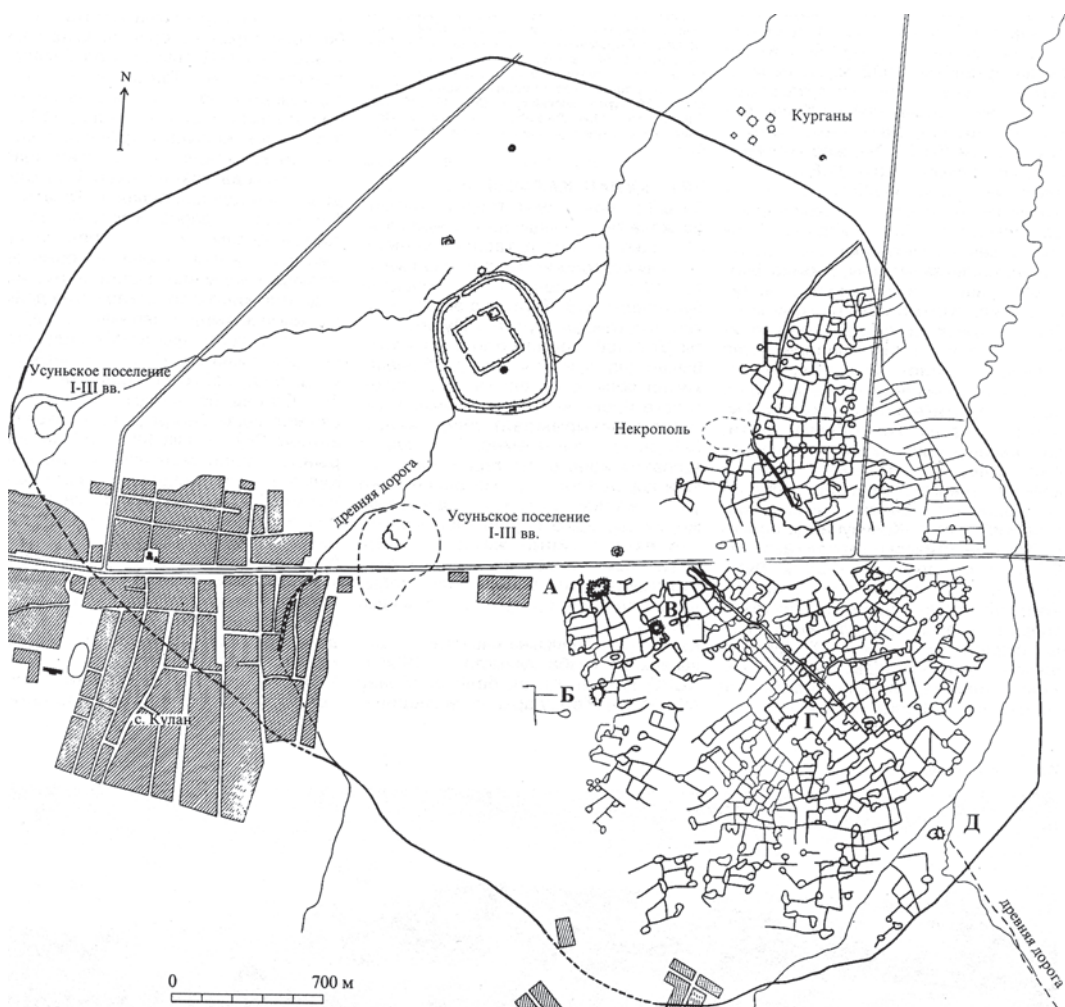 N
Курганы
Усуньское поселение
I-III вв.
Некрополь
древняя дорога
Усуньское поселение
I-III вв.
А
В
Б
Г
с. Кулан
Д
древняя дорога
0 700 м